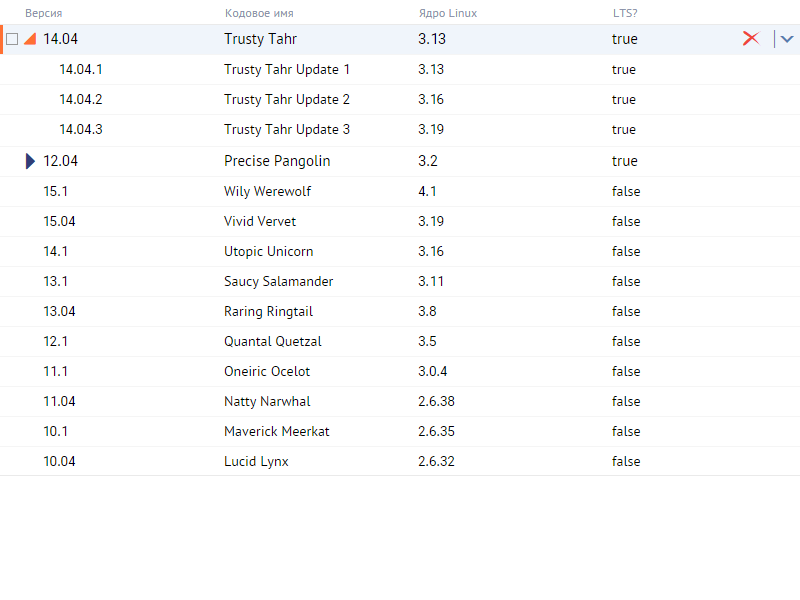 Версия Кодовое имя Ядро Linux LTS?
14.04 Trusty Tahr 3.13 true
14.04.1 Trusty Tahr Update 1 3.13 true
14.04.2 Trusty Tahr Update 2 3.16 true
14.04.3 Trusty Tahr Update 3 3.19 true
12.04 Precise Pangolin 3.2 true
15.1 Wily Werewolf 4.1 false
15.04 Vivid Vervet 3.19 false
14.1 Utopic Unicorn 3.16 false
13.1 Saucy Salamander 3.11 false
13.04 Raring Ringtail 3.8 false
12.1 Quantal Quetzal 3.5 false
11.1 Oneiric Ocelot 3.0.4 false
11.04 Natty Narwhal 2.6.38 false
10.1 Maverick Meerkat 2.6.35 false
10.04 Lucid Lynx 2.6.32 false